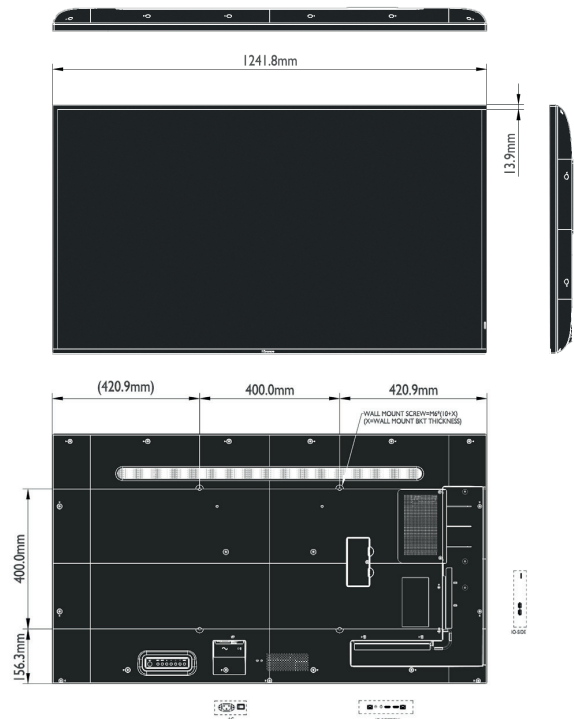 1241.8mm
13.9mm
(420.9mm)
400.0mm
420.9mm
WALL MOUNT SCREW=M6*(10+X)
(X=WALL MOUNT BKT THICKNESS)
400.0mm
156.3mm
IO-SIDE